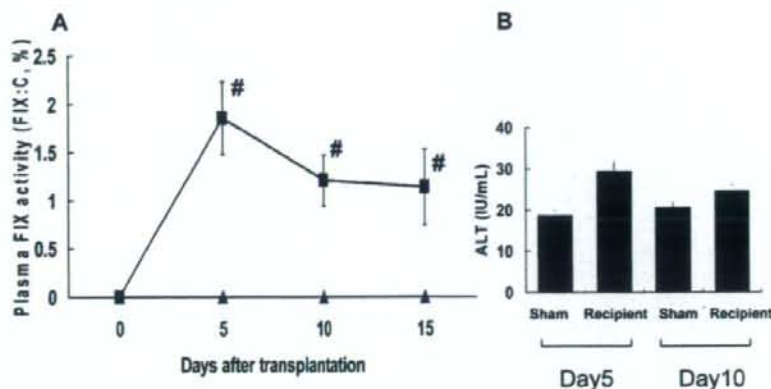 A
Plasma FIX activity (FIX:C, %)
2.5
2
1.5
1
0.5
0
#
#
#
0 5 10 15
Days after transplantation
B
ALT (IU/mL)
40
30
20
10
0
Sham Recipient Sham Recipient
Day5 Day10